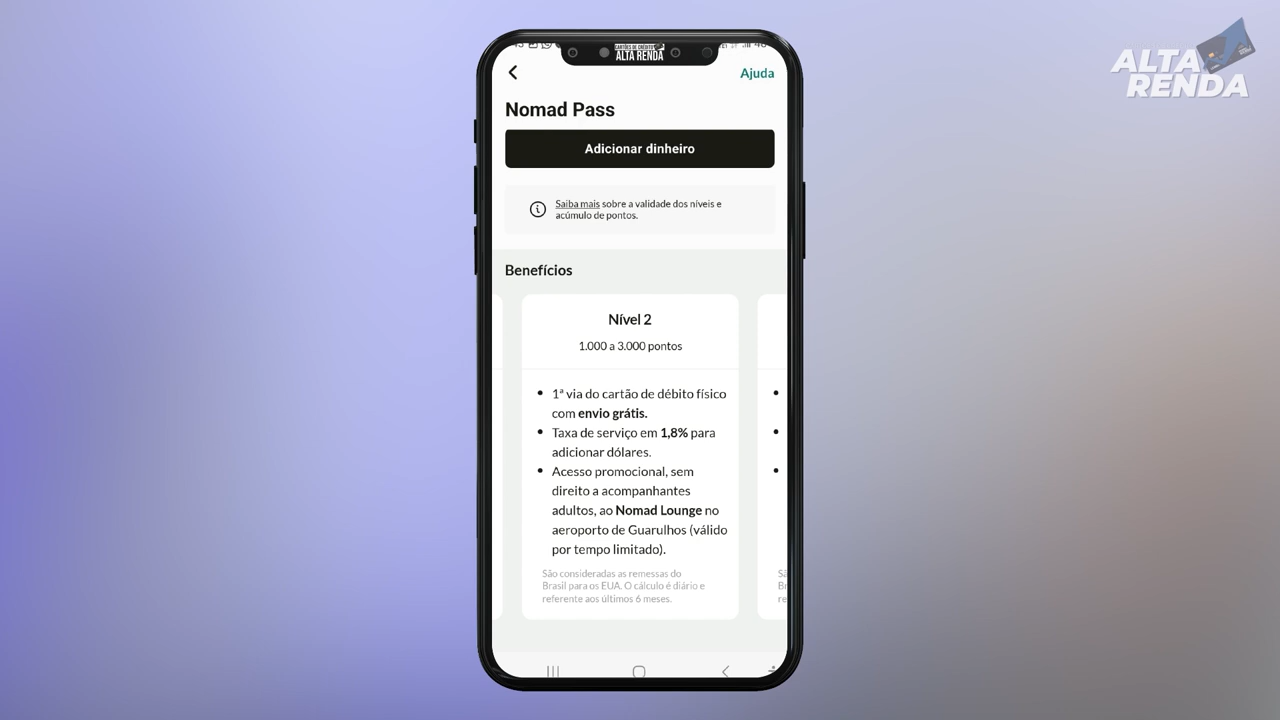 CARTÕES DE CRÉDITO
ALTA RENDA
ALTA
RENDA
Ajuda
Nomad Pass
Adicionar dinheiro
Saiba mais sobre a validade dos níveis e
acúmulo de pontos.
Benefícios
Nível 2
1.000 a 3.000 pontos
• 1ª via do cartão de débito físico
com envio grátis.
• Taxa de serviço em 1,8% para
adicionar dólares.
• Acesso promocional, sem
direito a acompanhantes
adultos, ao Nomad Lounge no
aeroporto de Guarulhos (válido
por tempo limitado).
São consideradas as remessas do
Brasil para os EUA. O cálculo é diário e
referente aos últimos 6 meses.